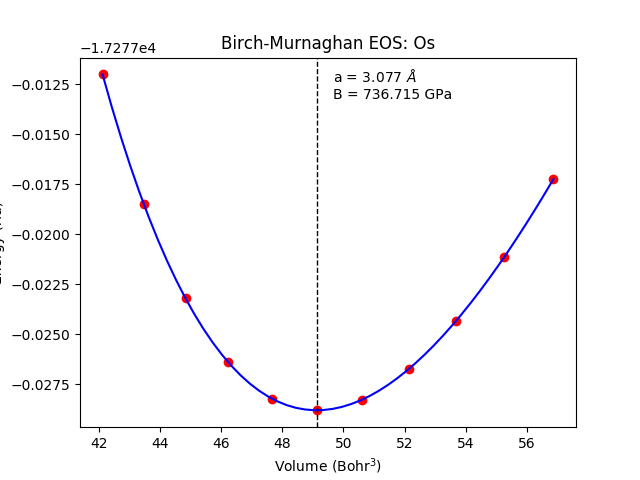 Birch-Murnaghan EOS: Os
−1.7277e4
a = 3.077 Å
B = 736.715 GPa
−0.0125
−0.0150
−0.0175
−0.0200
−0.0225
−0.0250
−0.0275
42 44 46 48 50 52 54 56
Volume (Bohr³)